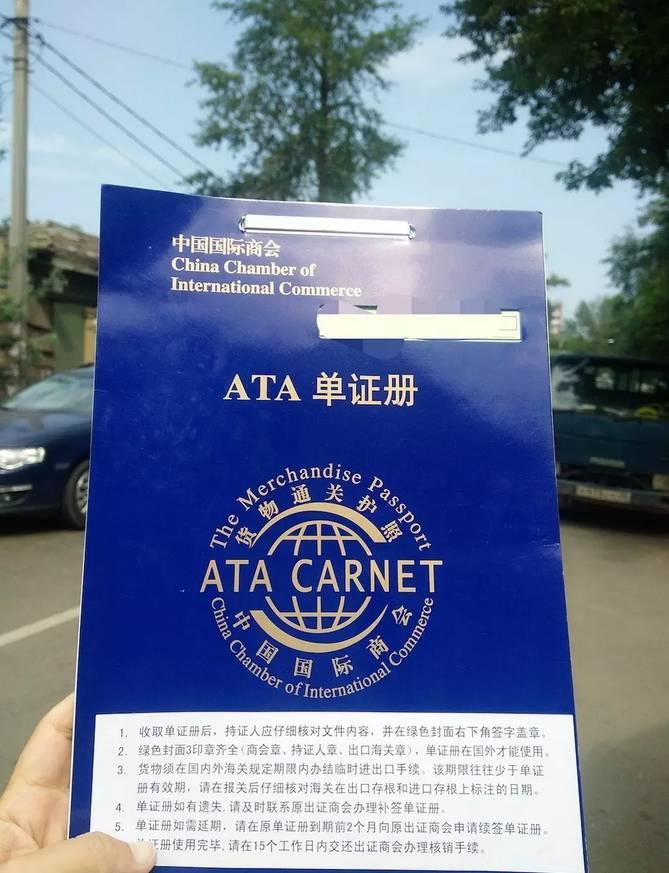 中国国际商会
China Chamber of
International Commerce
ATA 单证册
The Merchandise Passport
货物通关护照
ATA CARNET
中国国际商会
China Chamber of International Commerce
1. 收取单证册后，持证人应仔细核对文件内容，并在绿色封面右下角签字盖章。
2. 绿色封面3印章齐全（商会章、持证人章、出口海关章），单证册在国外才能使用。
3. 货物须在国内外海关规定期限内办结临时进出口手续。该期限往往少于单证
册有效期，请在报关后仔细核对海关在出口存根和进口存根上标注的日期。
4. 单证册如有遗失，请及时联系原出证商会办理补签单证册。
5. 单证册如需延期，请在原单证册到期前2个月向原出证商会申请续签单证册。
证册使用完毕，请在15个工作日内交还出证商会办理核销手续。